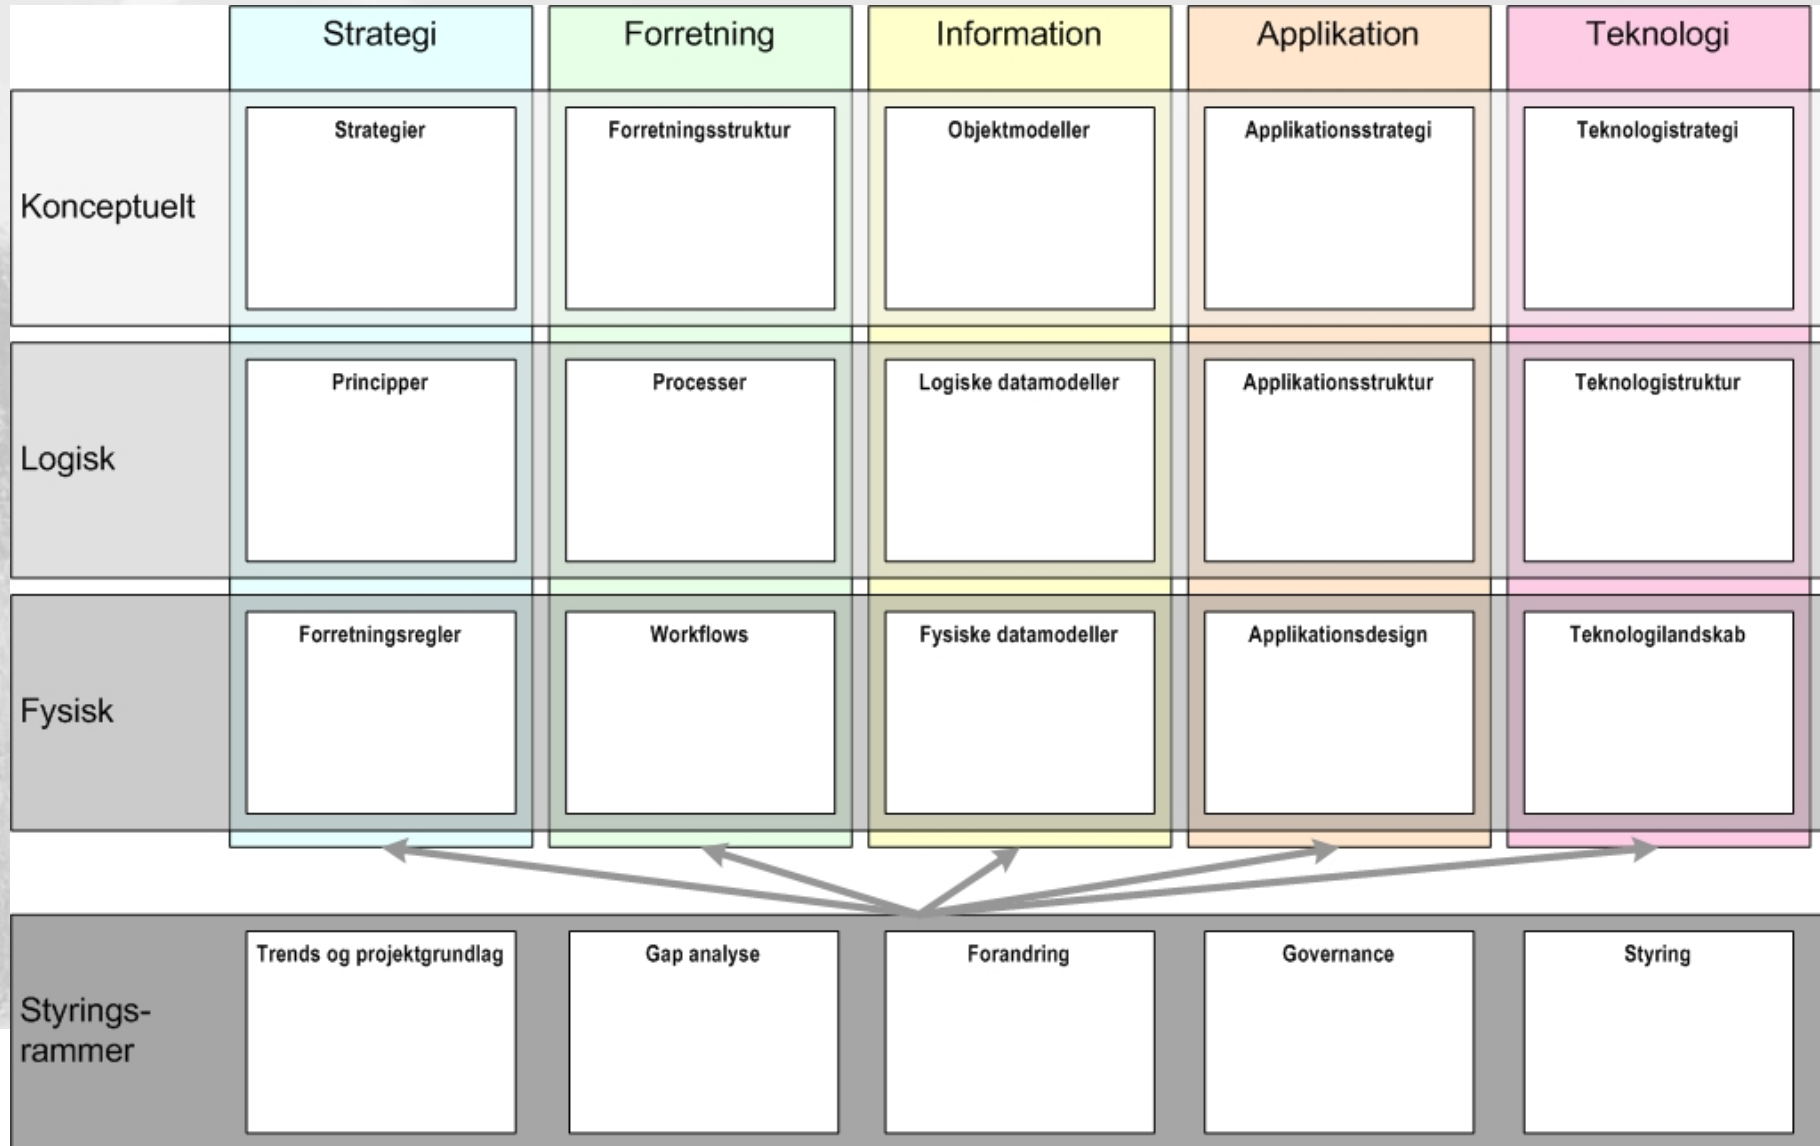 Strategi
Forretning
Information
Applikation
Teknologi
Konceptuelt
Strategier
Forretningsstruktur
Objektmodeller
Applikationsstrategi
Teknologistrategi
Logisk
Principper
Processer
Logiske datamodeller
Applikationsstruktur
Teknologistruktur
Fysisk
Forretningsregler
Workflows
Fysiske datamodeller
Applikationsdesign
Teknologilandskab
Styrings-
rammer
Trends og projektgrundlag
Gap analyse
Forandring
Governance
Styring